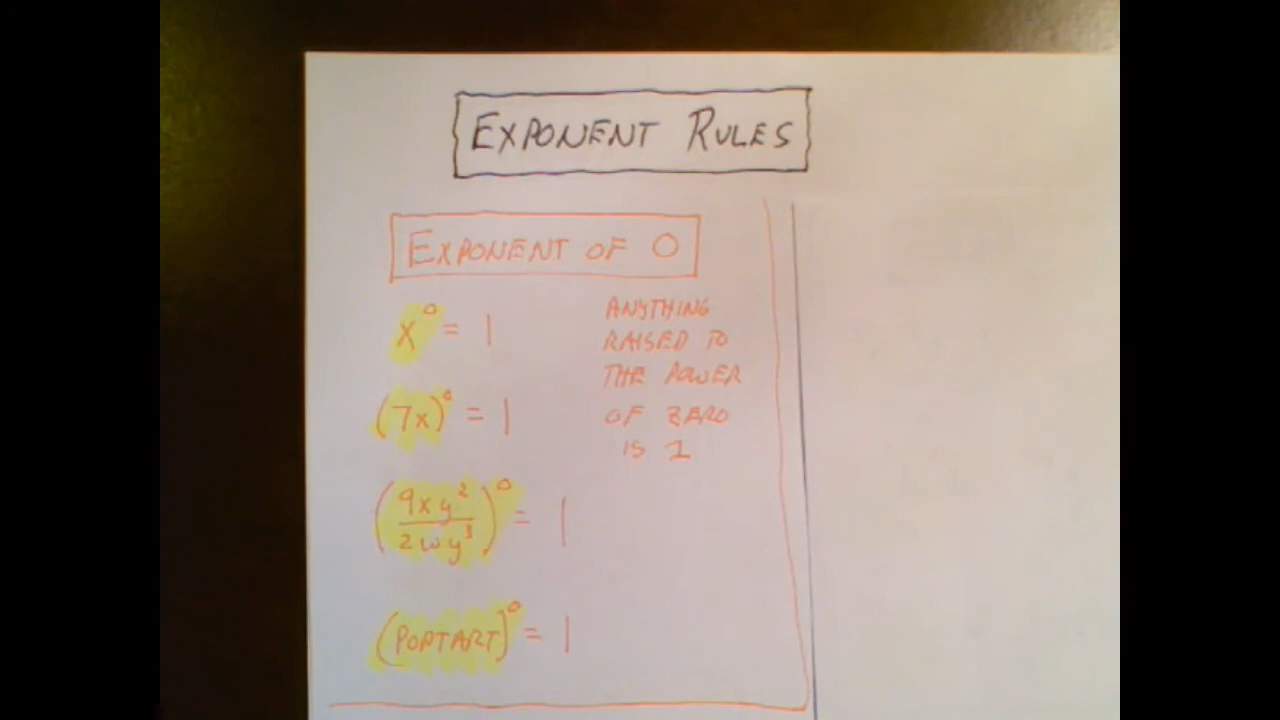 EXPONENT RULES
EXPONENT OF 0
x⁰ = 1
ANYTHING
RAISED TO
THE POWER
OF ZERO
IS 1
(7x)⁰ = 1
(9xy²/2wy³)⁰ = 1
(POPTART)⁰ = 1